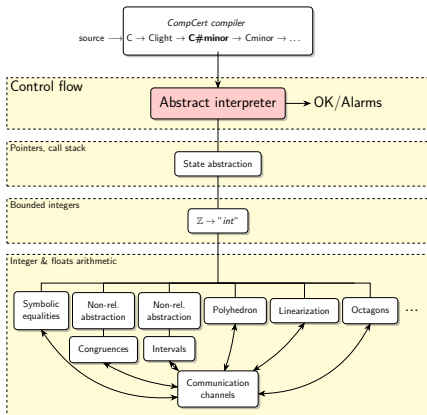 CompCert compiler
source → C → Clight → C#minor → Cminor → ...
Control flow
Abstract interpreter
OK/Alarms
Pointers, call stack
State abstraction
Bounded integers
ℤ → "int"
Integer & floats arithmetic
Symbolic
equalities
Non-rel.
abstraction
Non-rel.
abstraction
Polyhedron
Linearization
Octagons
...
Congruences
Intervals
Communication
channels